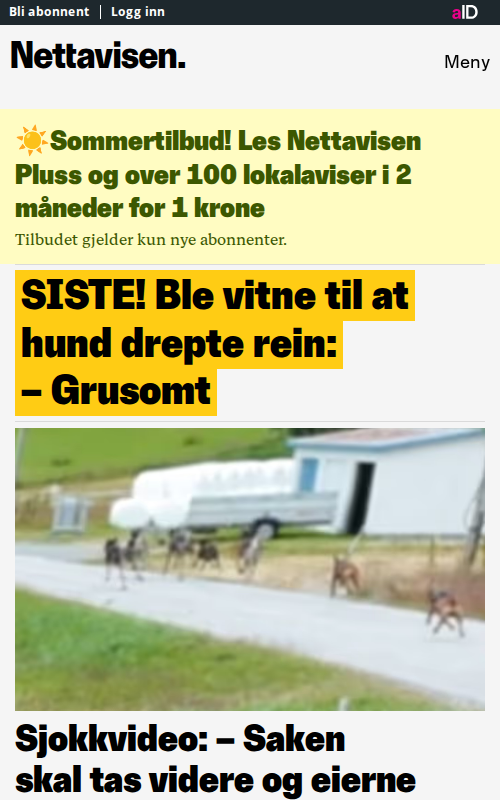 Bli abonnent | Logg inn
aID
Nettavisen.
Meny
☀️Sommertilbud! Les Nettavisen
Pluss og over 100 lokalaviser i 2
måneder for 1 krone
Tilbudet gjelder kun nye abonnenter.
SISTE! Ble vitne til at
hund drepte rein:
– Grusomt
Sjokkvideo: – Saken
skal tas videre og eierne